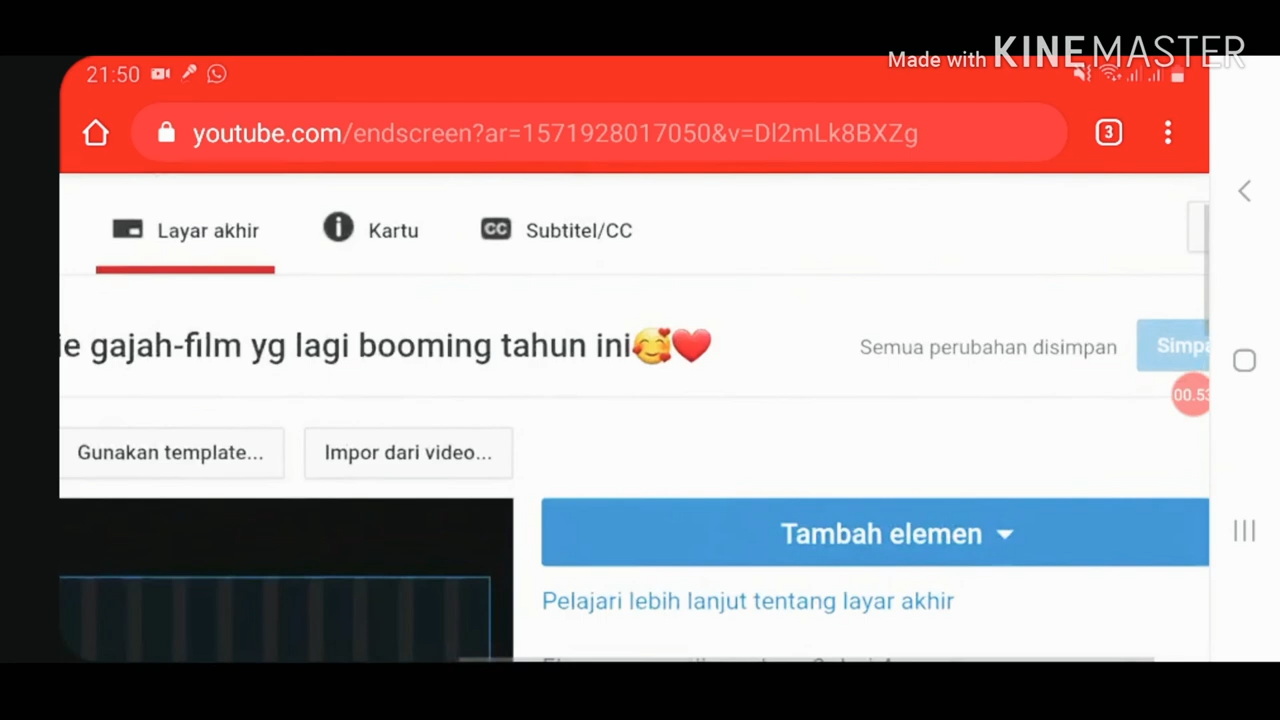 Made with KINEMASTER
21:50
youtube.com/endscreen?ar=1571928017050&v=Dl2mLk8BXZg
3
Layar akhir
Kartu
CC Subtitel/CC
gajah-film yg lagi booming tahun ini🥰❤️
Semua perubahan disimpan
00.53
Gunakan template...
Impor dari video...
Tambah elemen
Pelajari lebih lanjut tentang layar akhir